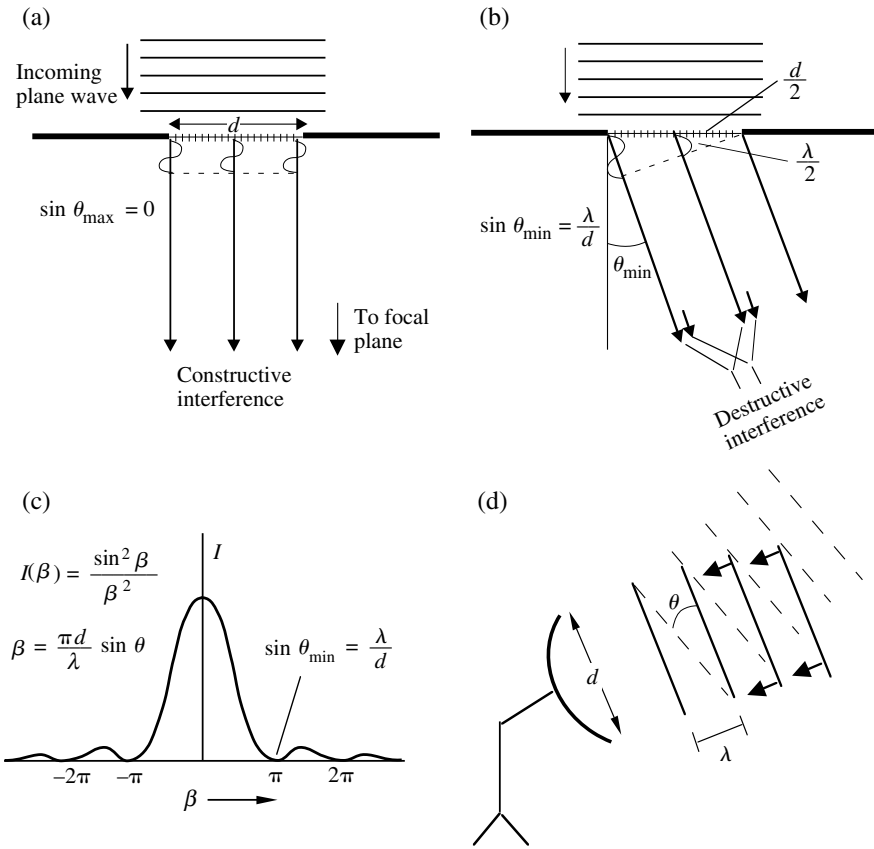 (a)
Incoming
plane wave
d
sin θmax = 0
To focal
plane
Constructive
interference
(b)
d/2
λ/2
sin θmin = λ/d
θmin
Destructive
interference
(c)
I
I(β) = sin² β / β²
β = πd/λ sin θ
sin θmin = λ/d
−2π −π π 2π
β
(d)
θ
d
λ